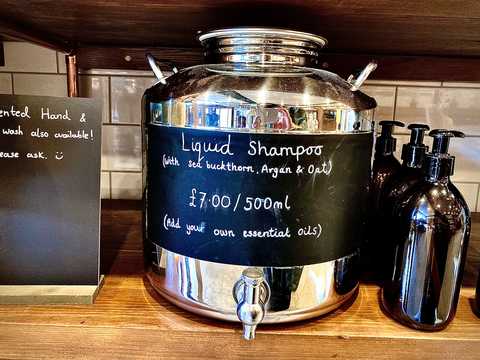 ented Hand &
wash also available!
ease ask. ☺
Liquid Shampoo
(with sea buckthorn, Argan & Oat)
£7.00/500ml
(Add your own essential oils)